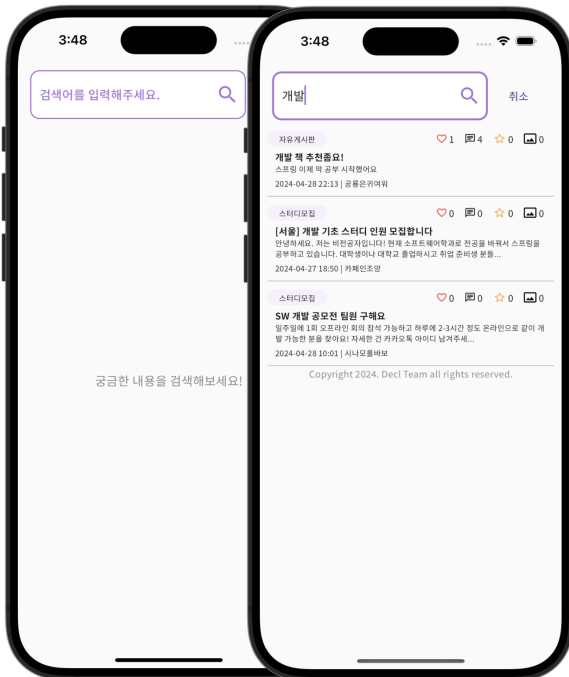 3:48
검색어를 입력해주세요.
궁금한 내용을 검색해보세요!
3:48
개발
취소
자유게시판
1 4 0 0
개발 책 추천좀요!
스프링 이제 막 공부 시작했어요
2024-04-28 22:13 | 공룡은귀여워
스터디모집
0 0 0 0
[서울] 개발 기초 스터디 인원 모집합니다
안녕하세요. 저는 비전공자입니다! 현재 소프트웨어학과로 전공을 바꿔서 스프링을
공부하고 있습니다. 대학생이나 대학교 졸업하시고 취업 준비생 분들...
2024-04-27 18:50 | 카페인조앙
스터디모집
0 0 0 0
SW 개발 공모전 팀원 구해요
일주일에 1회 오프라인 회의 참석 가능하고 하루에 2-3시간 정도 온라인으로 같이 개
발 가능한 분을 찾아요! 자세한 건 카카오톡 아이디 남겨주세...
2024-04-28 10:01 | 시나모롤바보
Copyright 2024. Decl Team all rights reserved.